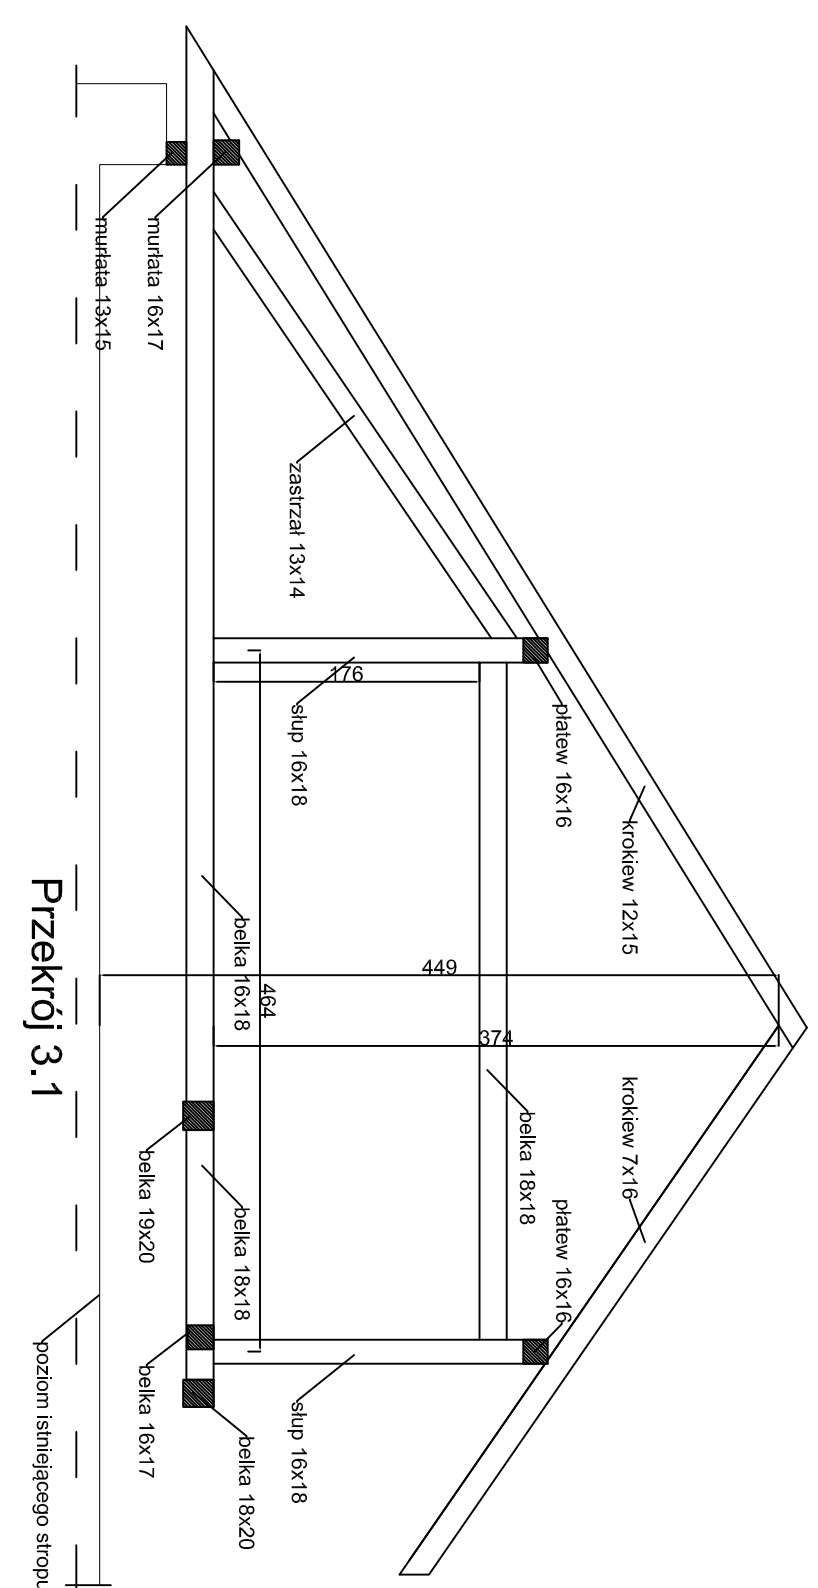 krokiew 12x15
krokiew 7x16
płatew 16x16
płatew 16x16
belka 18x18
449
374
176
464
zastrzał 13x14
słup 16x18
słup 16x18
belka 16x18
belka 18x18
belka 18x20
murłata 16x17
murłata 13x15
belka 19x20
belka 16x17
poziom istniejącego stropu
Przekrój 3.1